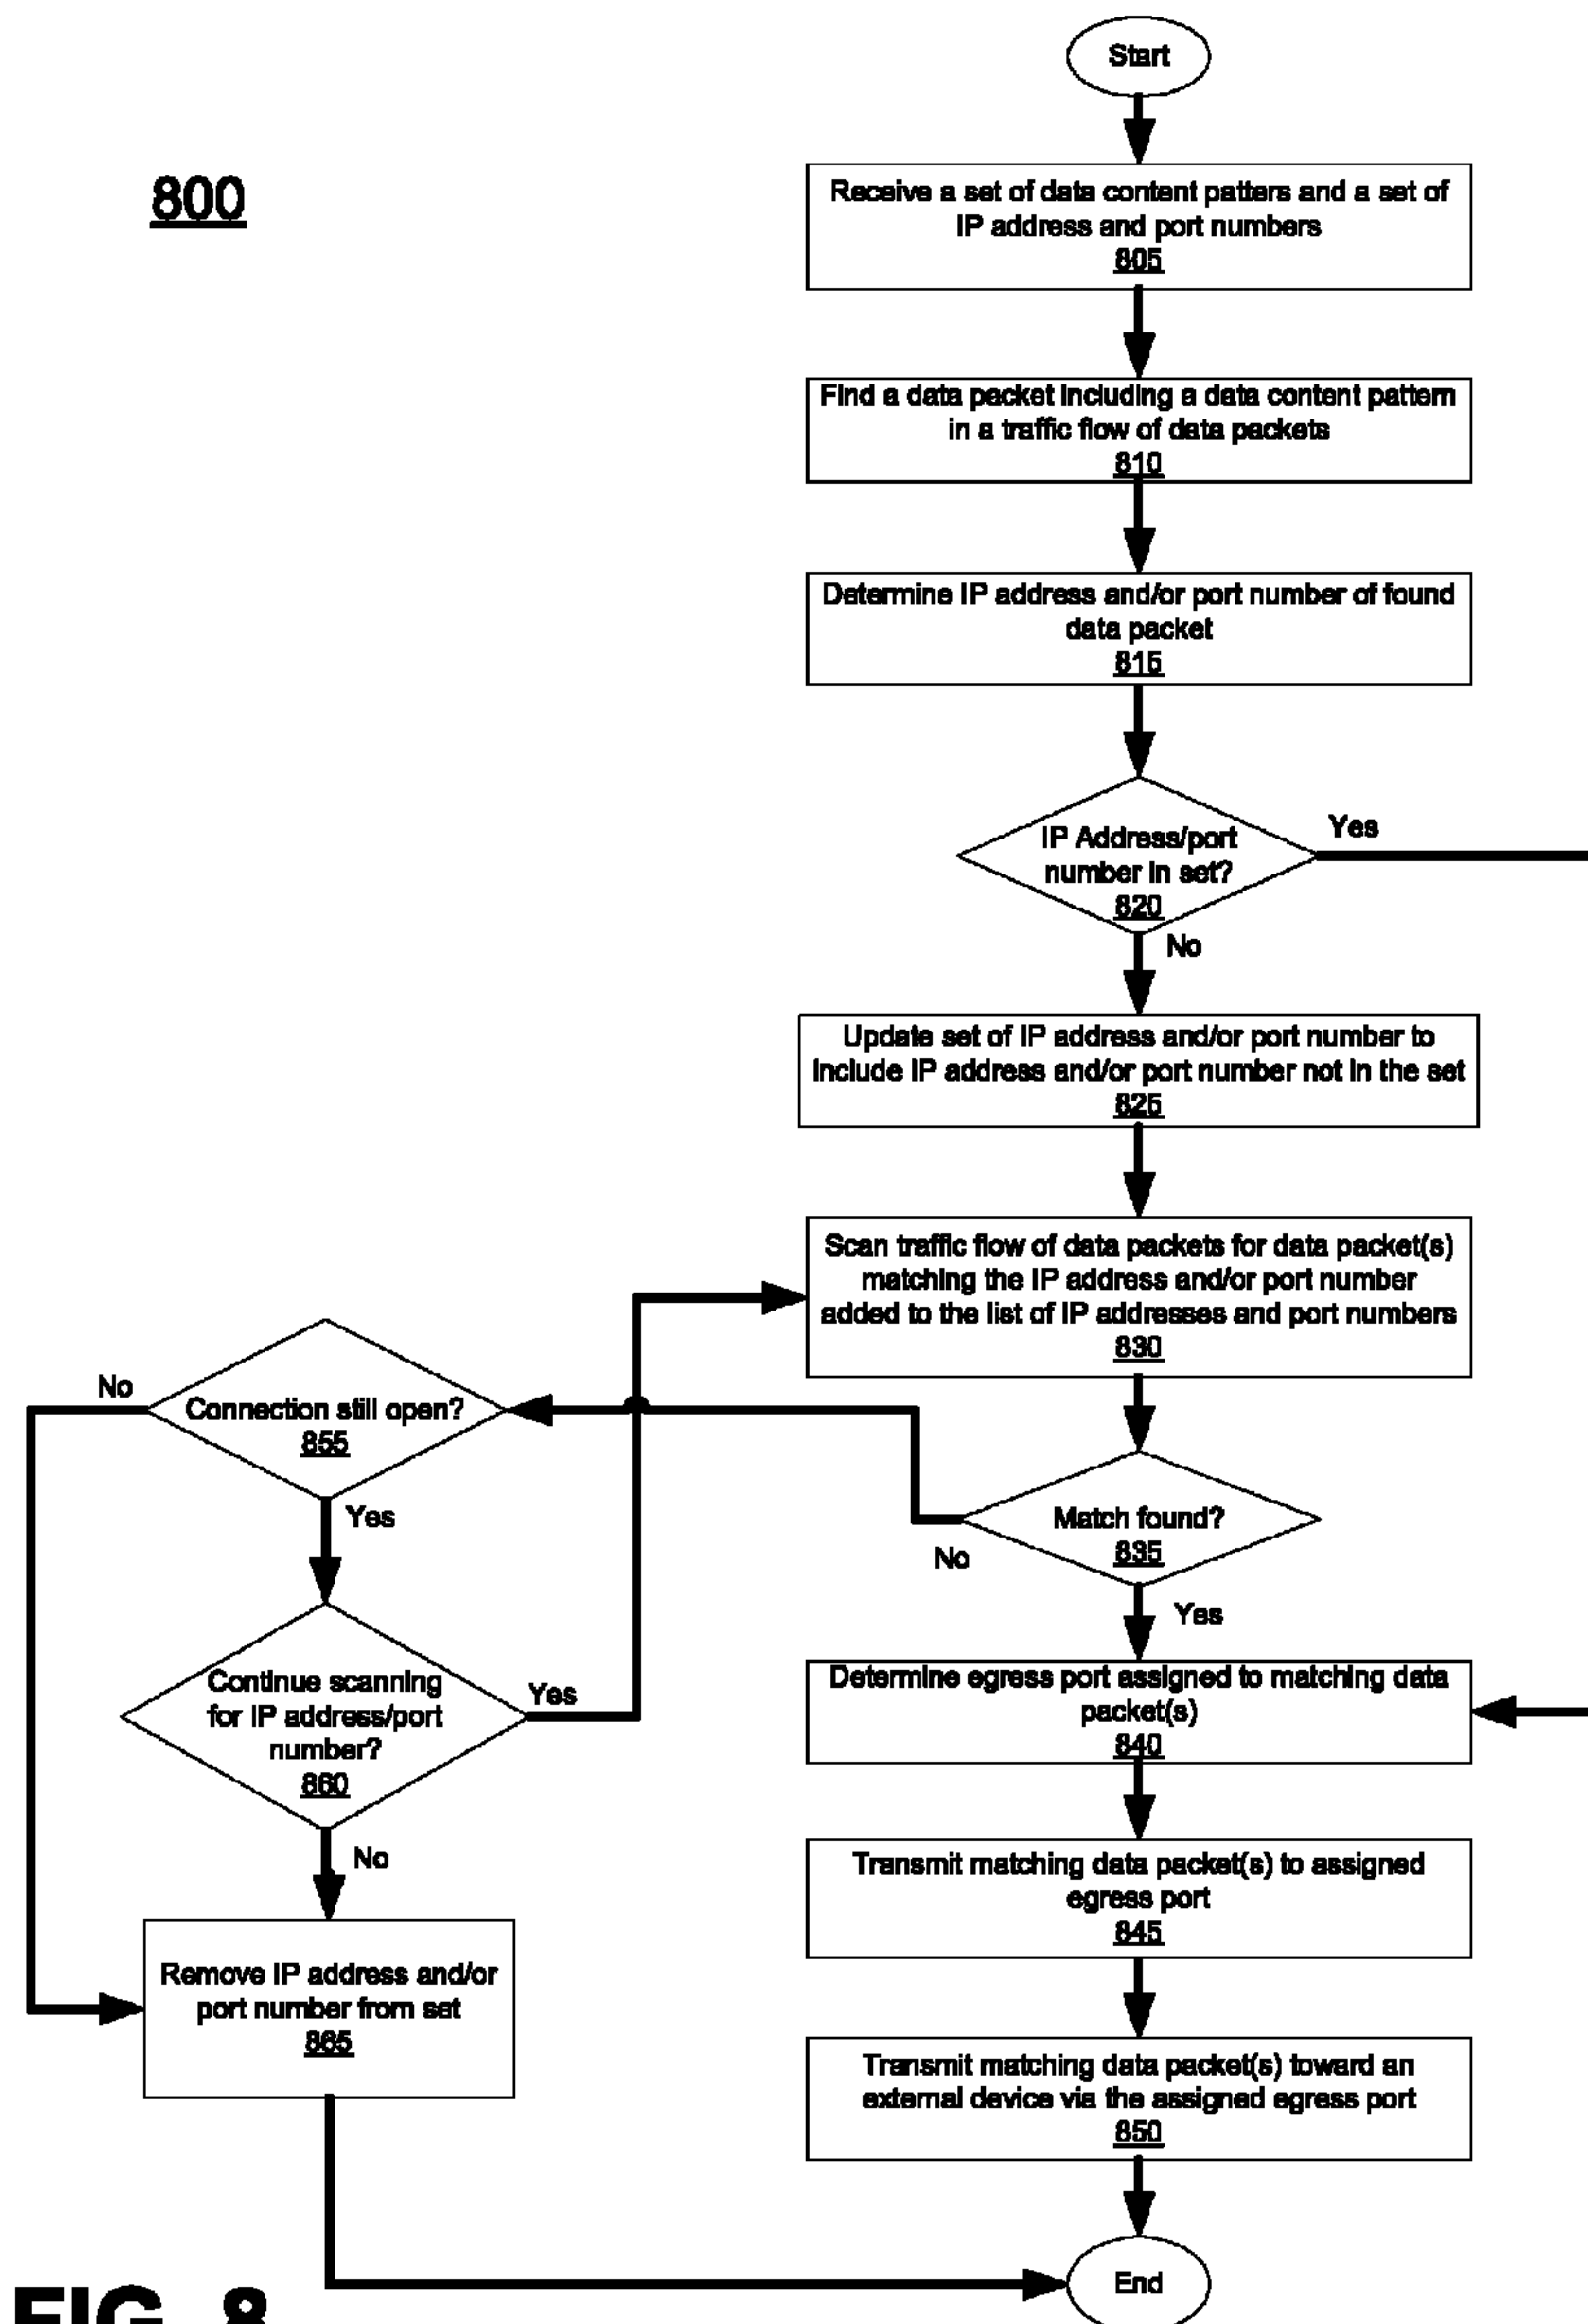 Start
800
Receive a set of data content patters and a set of
IP address and port numbers
805
Find a data packet including a data content pattern
in a traffic flow of data packets
810
Determine IP address and/or port number of found
data packet
815
IP Address/port
number in set?
820
Yes
No
Update set of IP address and/or port number to
include IP address and/or port number not in the set
825
Scan traffic flow of data packets for data packet(s)
matching the IP address and/or port number
added to the list of IP addresses and port numbers
830
No
Connection still open?
855
Yes
Match found?
835
No
Yes
Continue scanning
for IP address/port
number?
860
Yes
No
Determine egress port assigned to matching data
packet(s)
840
Transmit matching data packet(s) to assigned
egress port
845
Remove IP address and/or
port number from set
865
Transmit matching data packet(s) toward an
external device via the assigned egress port
850
End
FIG. 8